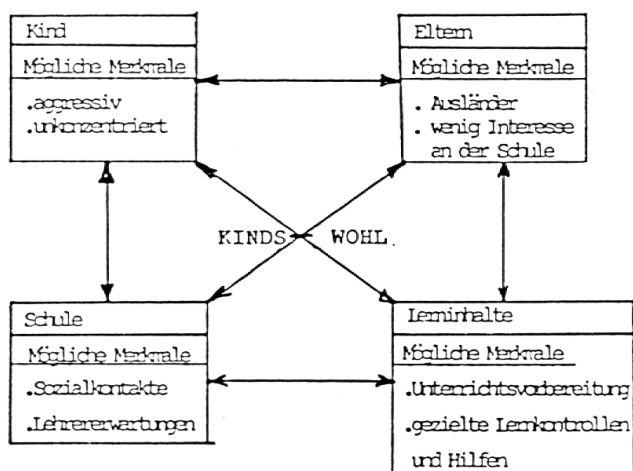 Kind
Mögliche Merkmale
.aggressiv
.unkonzentriert
Eltern
Mögliche Merkmale
. Ausländer
. wenig Interesse
an der Schule
KINDS WOHL.
Schule
Mögliche Merkmale
.Sozialkontakte
.Lehrererwartungen
Lerninhalte
Mögliche Merkmale
.Unterrichtsvorbereitung
.gezielte Lernkontrollen
und Hilfen